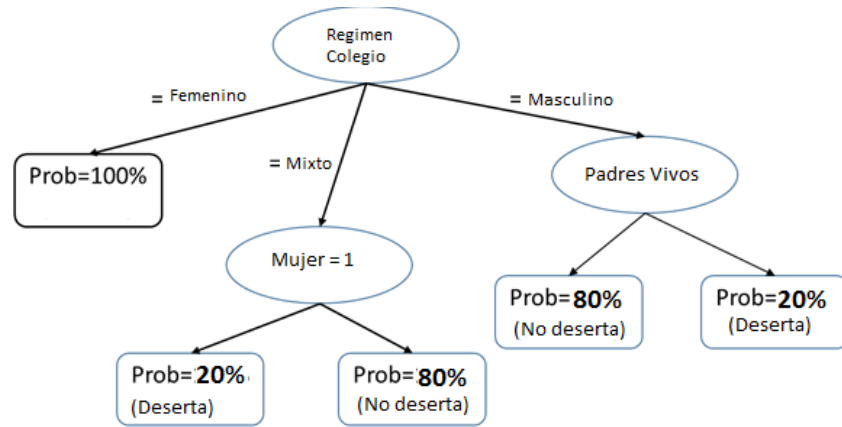 Regimen
Colegio
= Femenino
= Masculino
= Mixto
Prob=100%
Padres Vivos
Mujer = 1
Prob=80%
(No deserta)
Prob=20%
(Deserta)
Prob=20%
(Deserta)
Prob=80%
(No deserta)